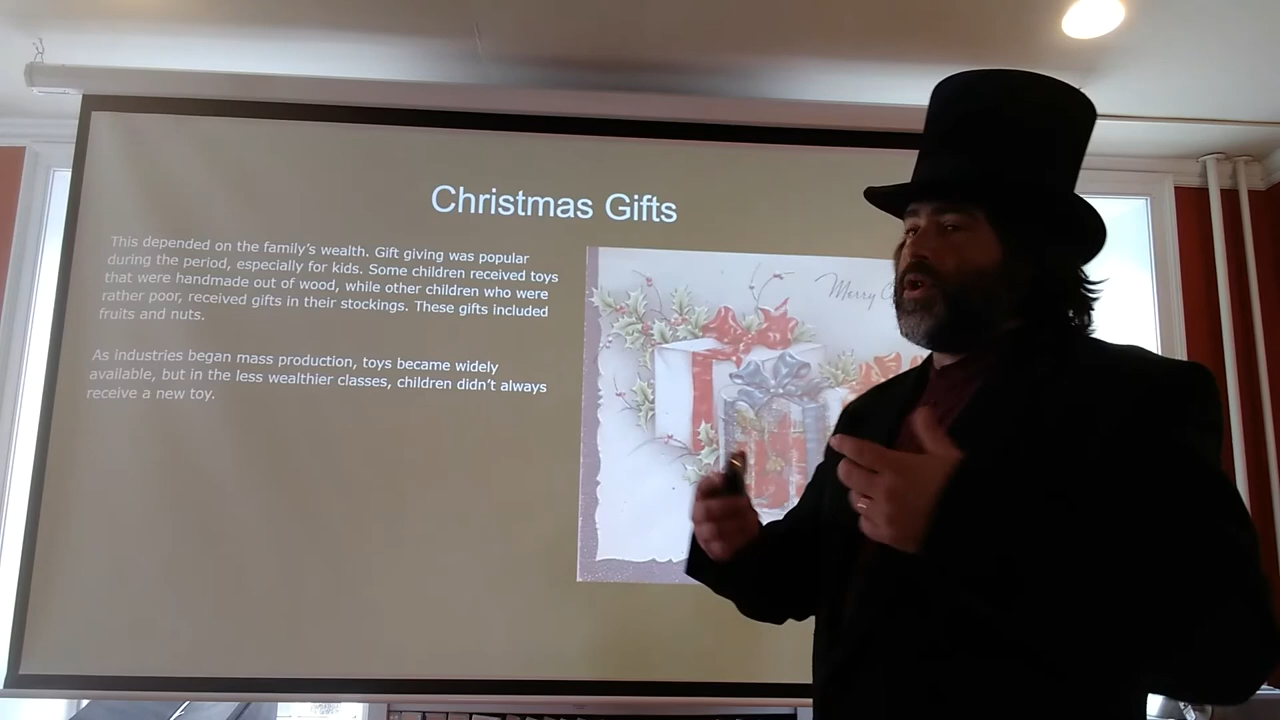 Christmas Gifts
This depended on the family's wealth. Gift giving was popular
during the period, especially for kids. Some children received toys
that were handmade out of wood, while other children who were
rather poor, received gifts in their stockings. These gifts included
fruits and nuts.
As industries began mass production, toys became widely
available, but in the less wealthier classes, children didn't always
receive a new toy.
Merry